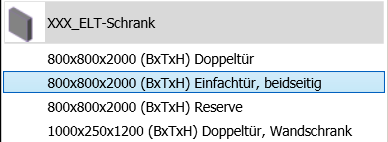 XXX_ELT-Schrank
800x800x2000 (BxTxH) Doppeltür
800x800x2000 (BxTxH) Einfachtür, beidseitig
800x800x2000 (BxTxH) Reserve
1000x250x1200 (BxTxH) Doppeltür, Wandschrank